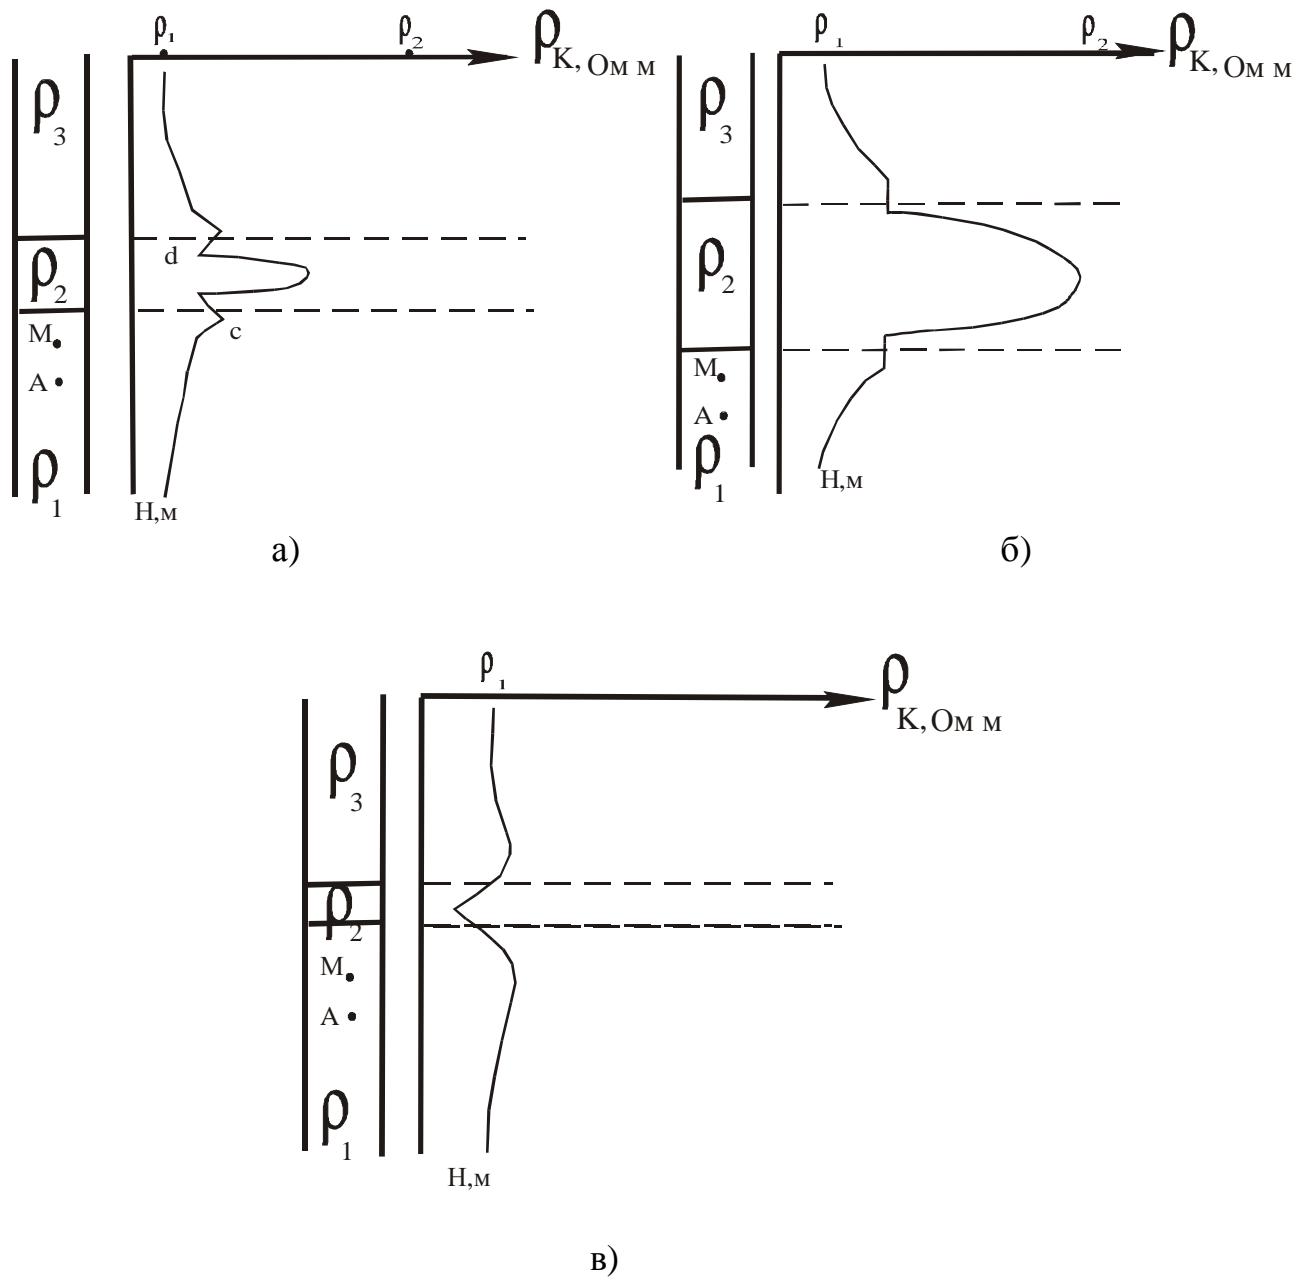 ρ₁ ρ₂ ρK, Ом м
ρ₃
d
ρ₂
М
c
А
ρ₁
Н,м
а)
ρ₁ ρ₂ ρK, Ом м
ρ₃
ρ₂
М
А
ρ₁
Н,м
б)
ρ₁ ρK, Ом м
ρ₃
ρ₂
М
А
ρ₁
Н,м
в)